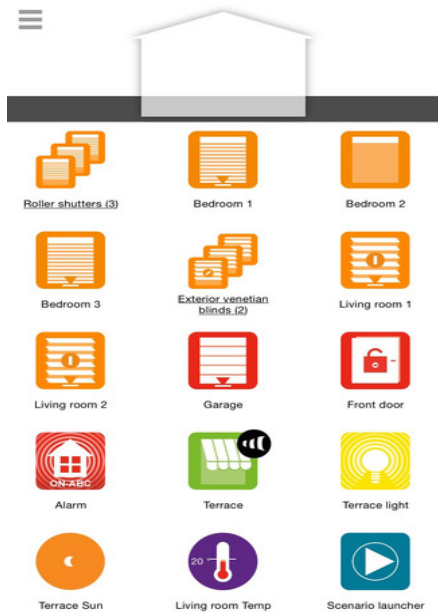 Roller shutters (3)
Bedroom 1
Bedroom 2
Bedroom 3
Exterior venetian
blinds (2)
Living room 1
Living room 2
Garage
Front door
ON-ABC
Alarm
Terrace
Terrace light
Terrace Sun
20
Living room Temp
Scenario launcher